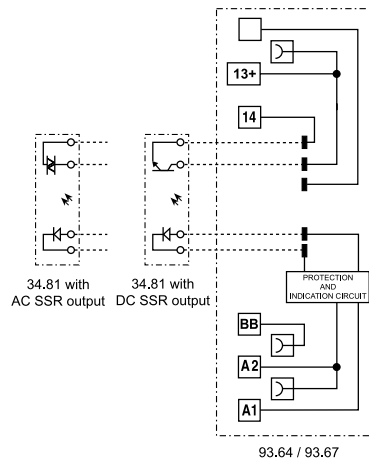 13+
14
34.81 with
AC SSR output
34.81 with
DC SSR output
PROTECTION
AND
INDICATION CIRCUIT
BB
A2
A1
93.64 / 93.67